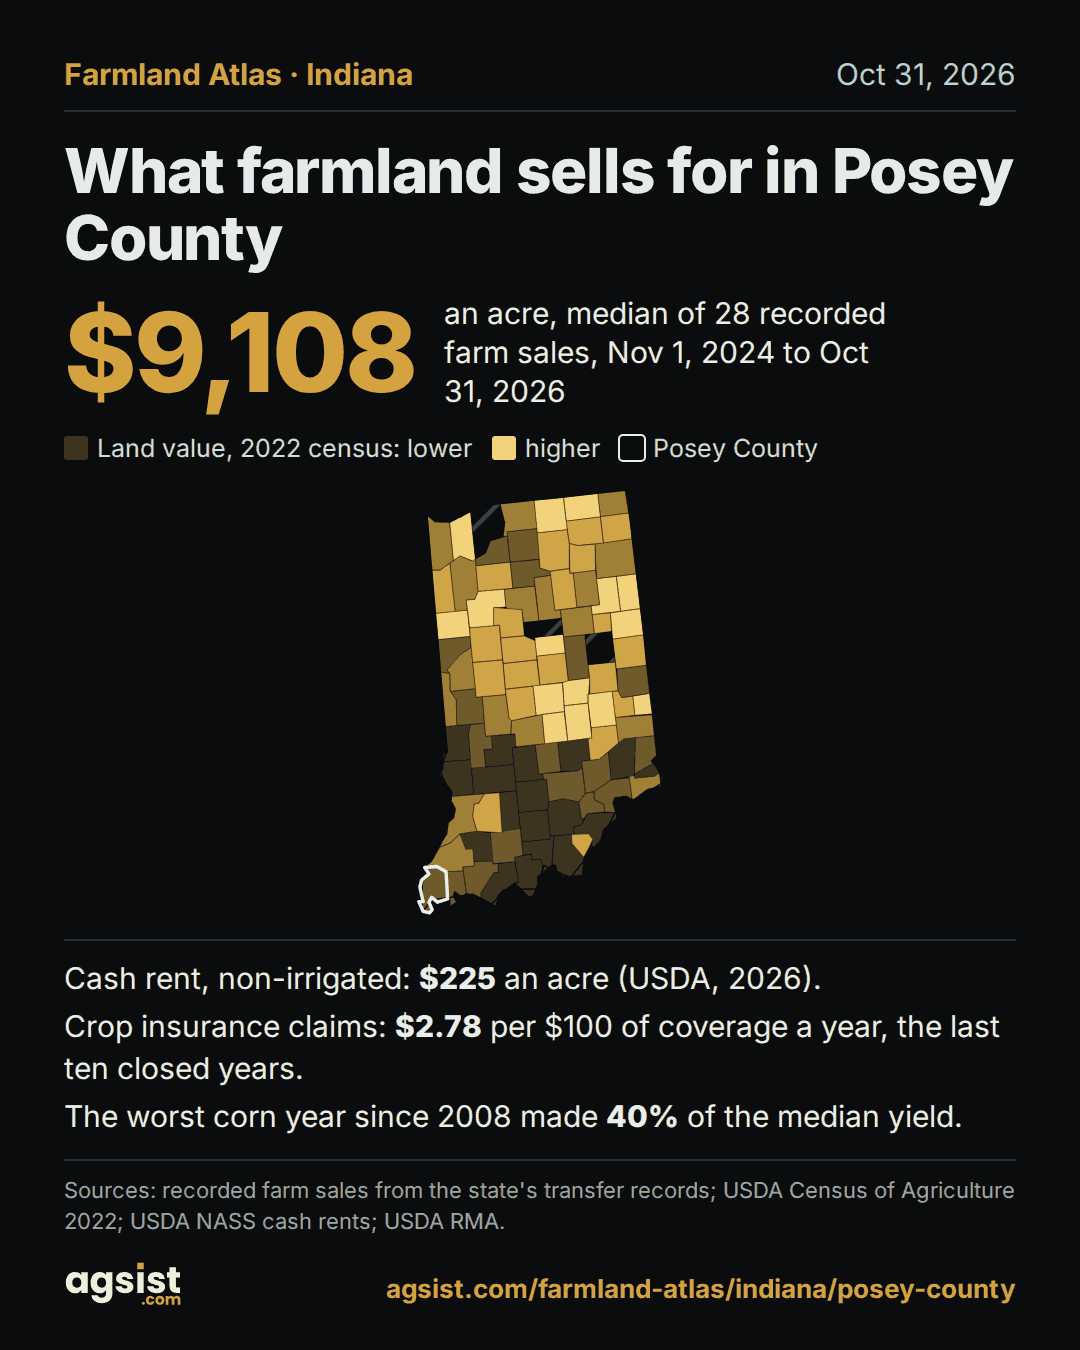 Farmland Atlas · Indiana
Oct 31, 2026
What farmland sells for in Posey
County
$9,108
an acre, median of 28 recorded
farm sales, Nov 1, 2024 to Oct
31, 2026
Land value, 2022 census: lower
higher
Posey County
Cash rent, non-irrigated: $225 an acre (USDA, 2026).
Crop insurance claims: $2.78 per $100 of coverage a year, the last
ten closed years.
The worst corn year since 2008 made 40% of the median yield.
Sources: recorded farm sales from the state's transfer records; USDA Census of Agriculture
2022; USDA NASS cash rents; USDA RMA.
agsist
.com
agsist.com/farmland-atlas/indiana/posey-county